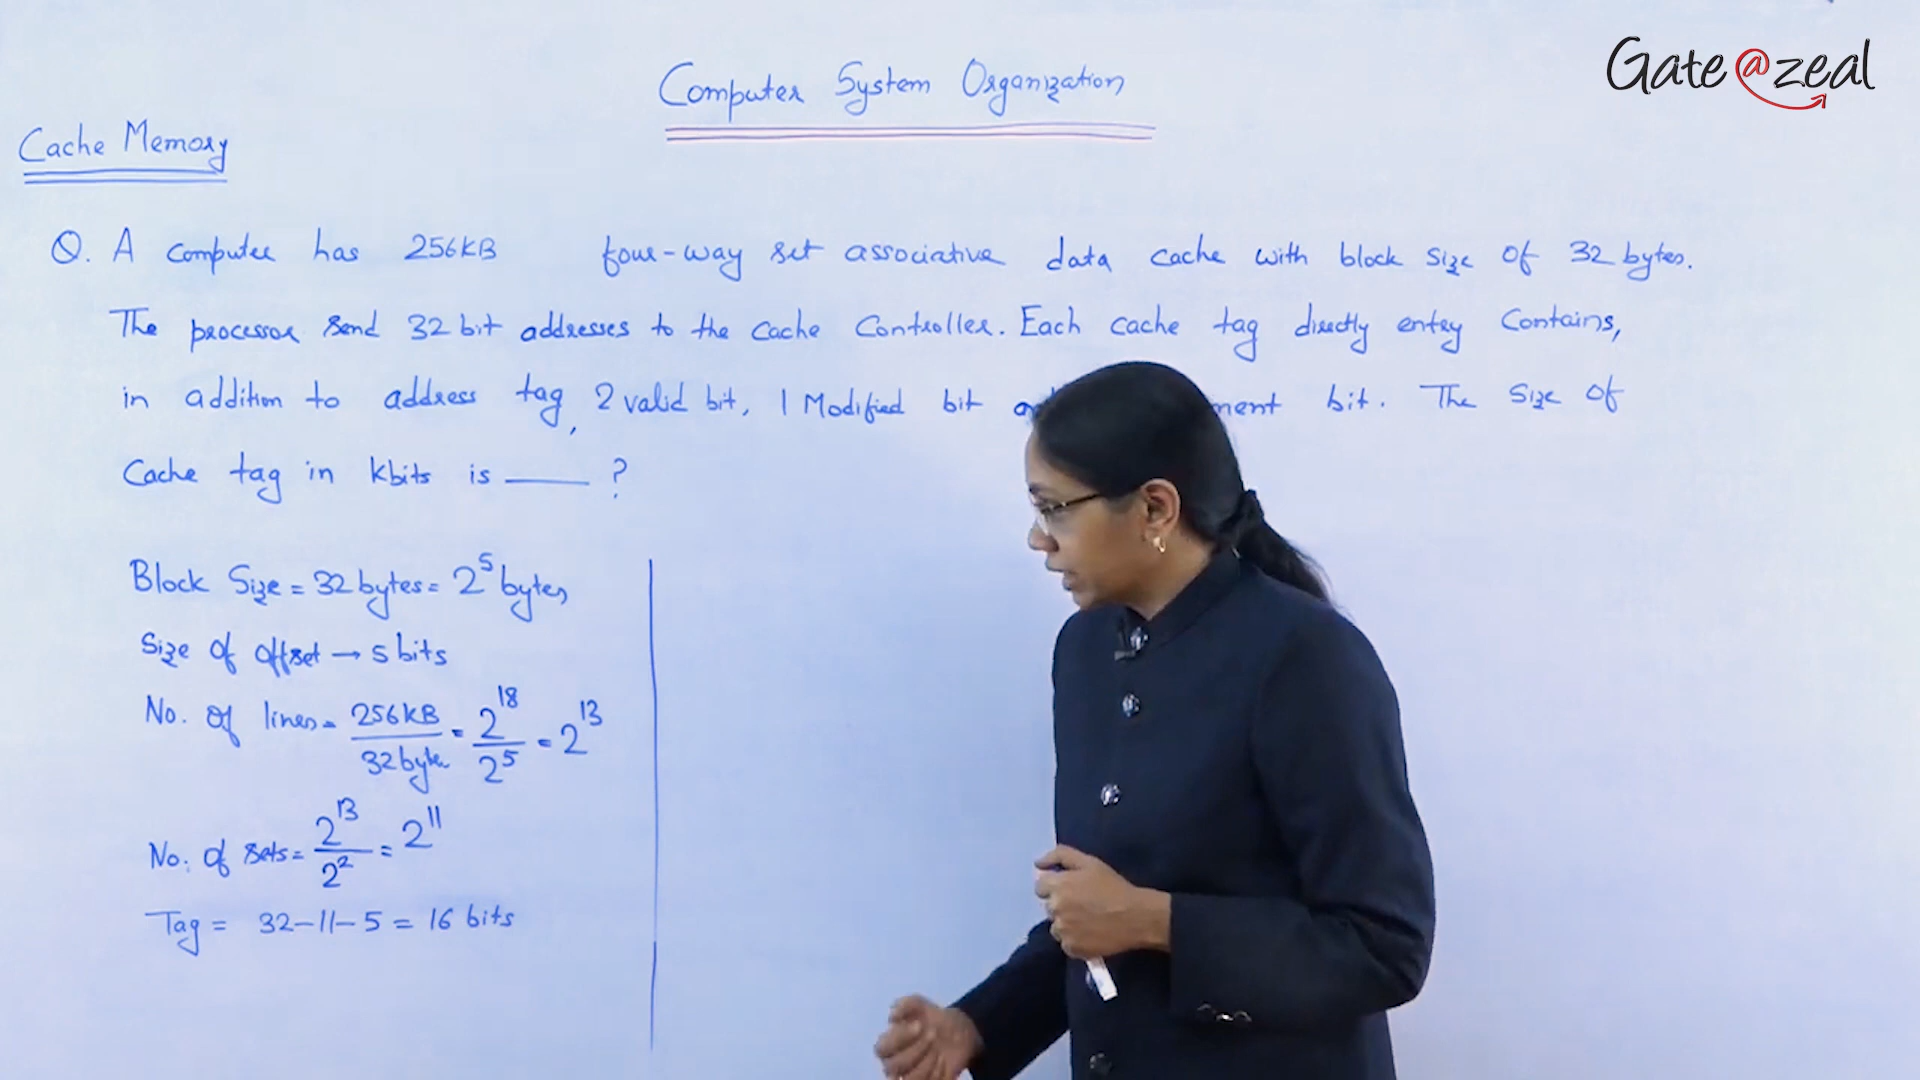 Gate@zeal
Computer System Organization
Cache Memory
Q. A computer has 256KB four-way set associative data cache with block size of 32 bytes.
The processor send 32 bit addresses to the cache controller. Each cache tag directly entry contains,
in addition to address tag, 2 valid bit, 1 Modified bit ment bit. The size of
Cache tag in kbits is ____ ?
Block Size = 32 bytes = 2^5 bytes
Size of offset → 5 bits
No. of lines = 256KB / 32 byte = 2^18 / 2^5 = 2^13
No. of sets = 2^13 / 2^2 = 2^11
Tag = 32-11-5 = 16 bits